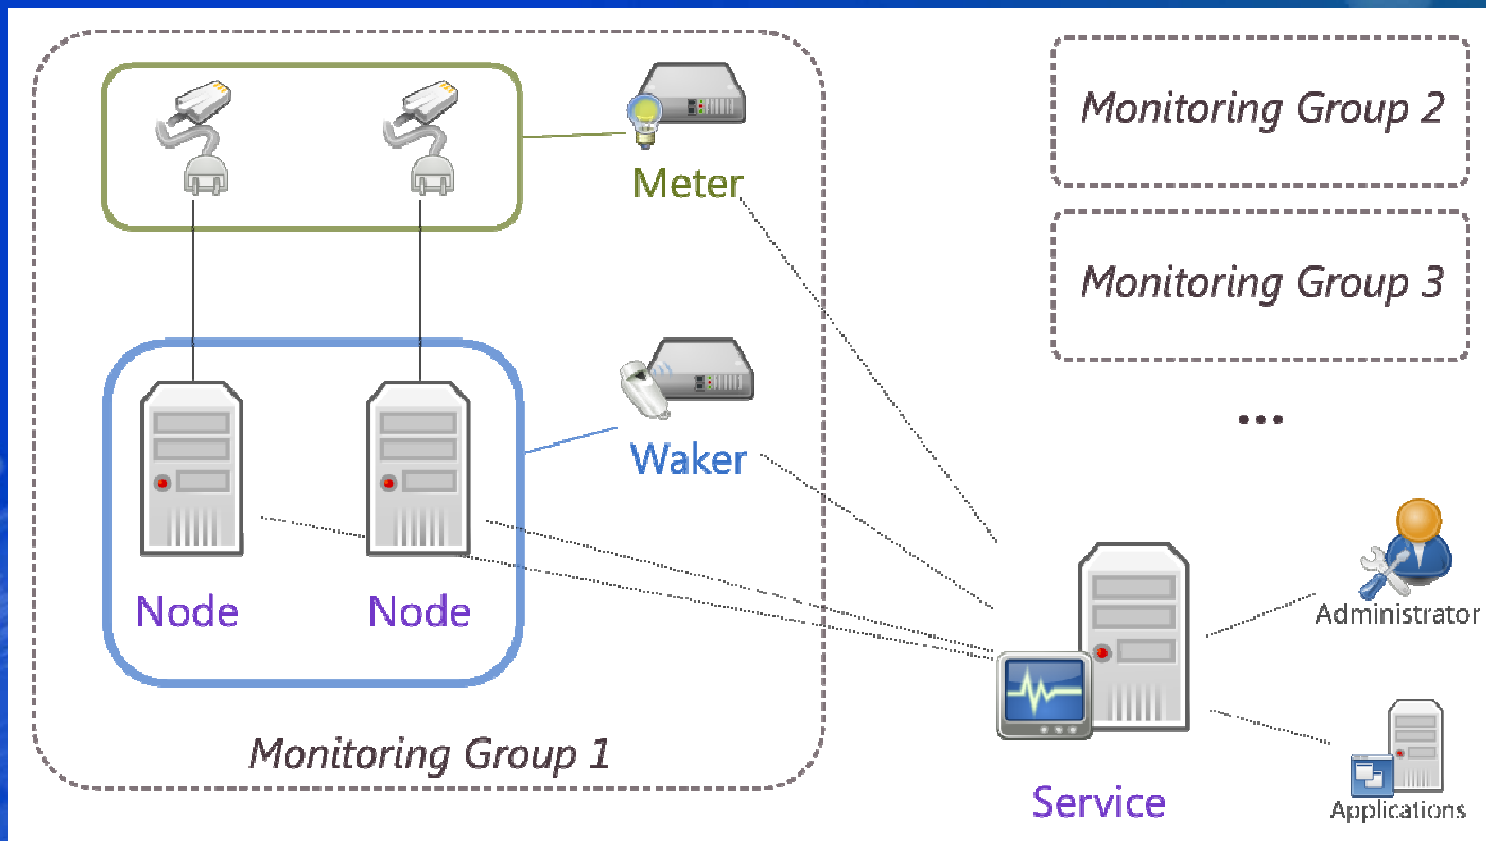 Meter
Monitoring Group 2
Monitoring Group 3
Waker
...
Node
Node
Administrator
Monitoring Group 1
Service
Applications